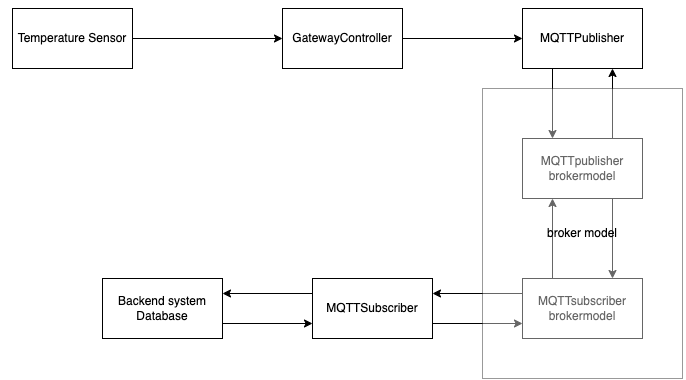 Temperature Sensor
GatewayController
MQTTPublisher
MQTTpublisher
brokermodel
broker model
MQTTsubscriber
brokermodel
MQTTSubscriber
Backend system
Database